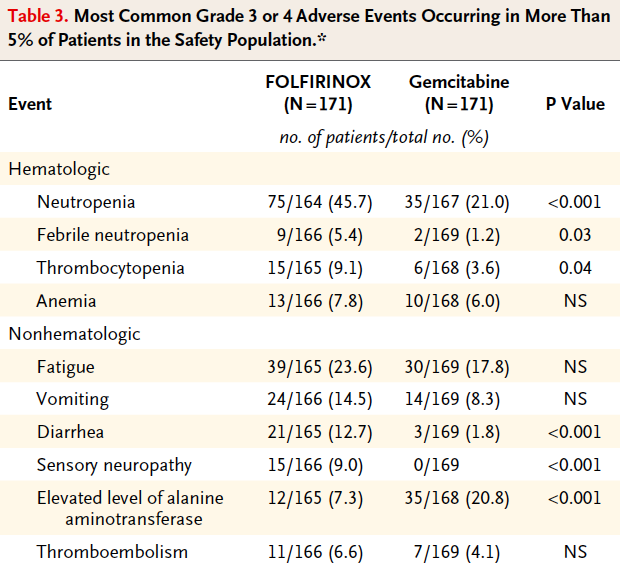 Table 3. Most Common Grade 3 or 4 Adverse Events Occurring in More Than
5% of Patients in the Safety Population.*
Event FOLFIRINOX (N=171) Gemcitabine (N=171) P Value
no. of patients/total no. (%)
Hematologic
Neutropenia 75/164 (45.7) 35/167 (21.0) <0.001
Febrile neutropenia 9/166 (5.4) 2/169 (1.2) 0.03
Thrombocytopenia 15/165 (9.1) 6/168 (3.6) 0.04
Anemia 13/166 (7.8) 10/168 (6.0) NS
Nonhematologic
Fatigue 39/165 (23.6) 30/169 (17.8) NS
Vomiting 24/166 (14.5) 14/169 (8.3) NS
Diarrhea 21/165 (12.7) 3/169 (1.8) <0.001
Sensory neuropathy 15/166 (9.0) 0/169 <0.001
Elevated level of alanine 12/165 (7.3) 35/168 (20.8) <0.001
aminotransferase
Thromboembolism 11/166 (6.6) 7/169 (4.1) NS